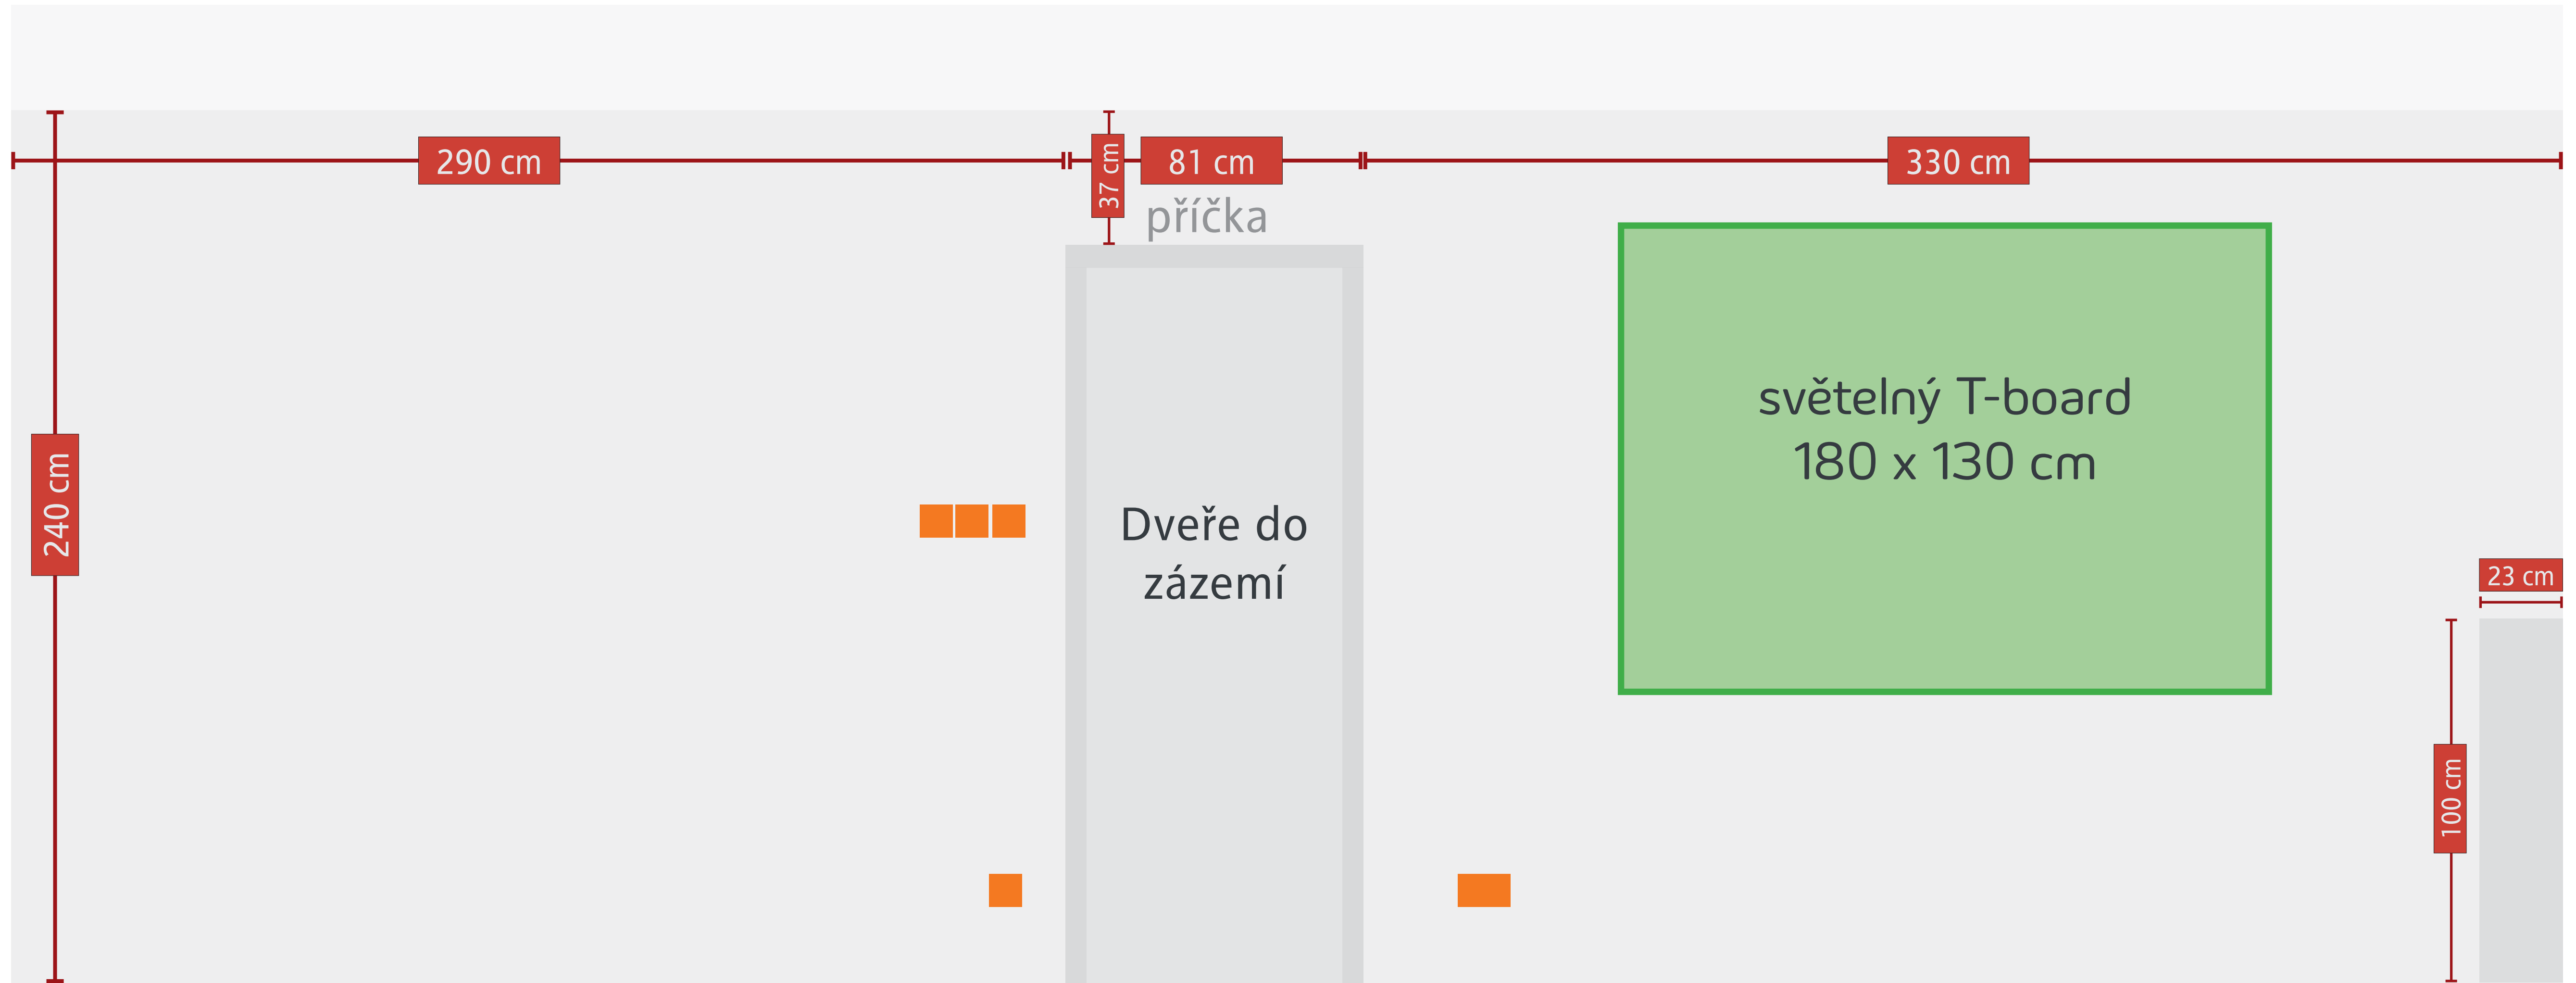 290 cm
37 cm
81 cm
330 cm
příčka
světelný T-board
180 x 130 cm
240 cm
Dveře do
zázemí
23 cm
100 cm